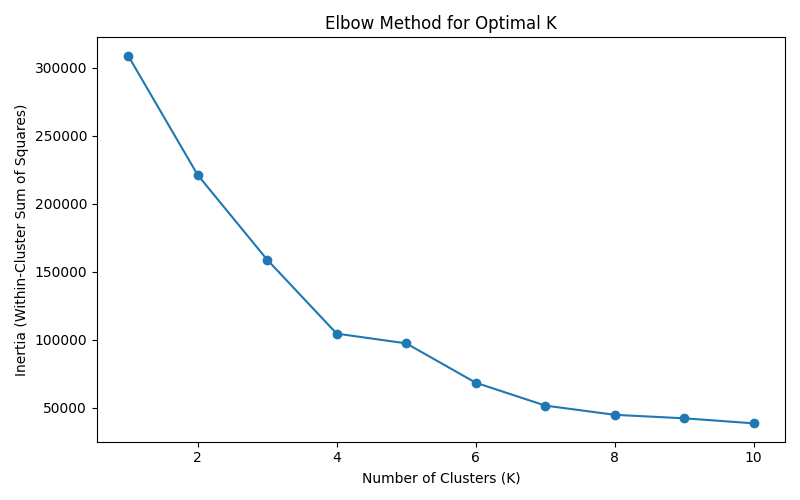 Elbow Method for Optimal K
300000
250000
200000
150000
100000
50000
Inertia (Within-Cluster Sum of Squares)
2 4 6 8 10
Number of Clusters (K)